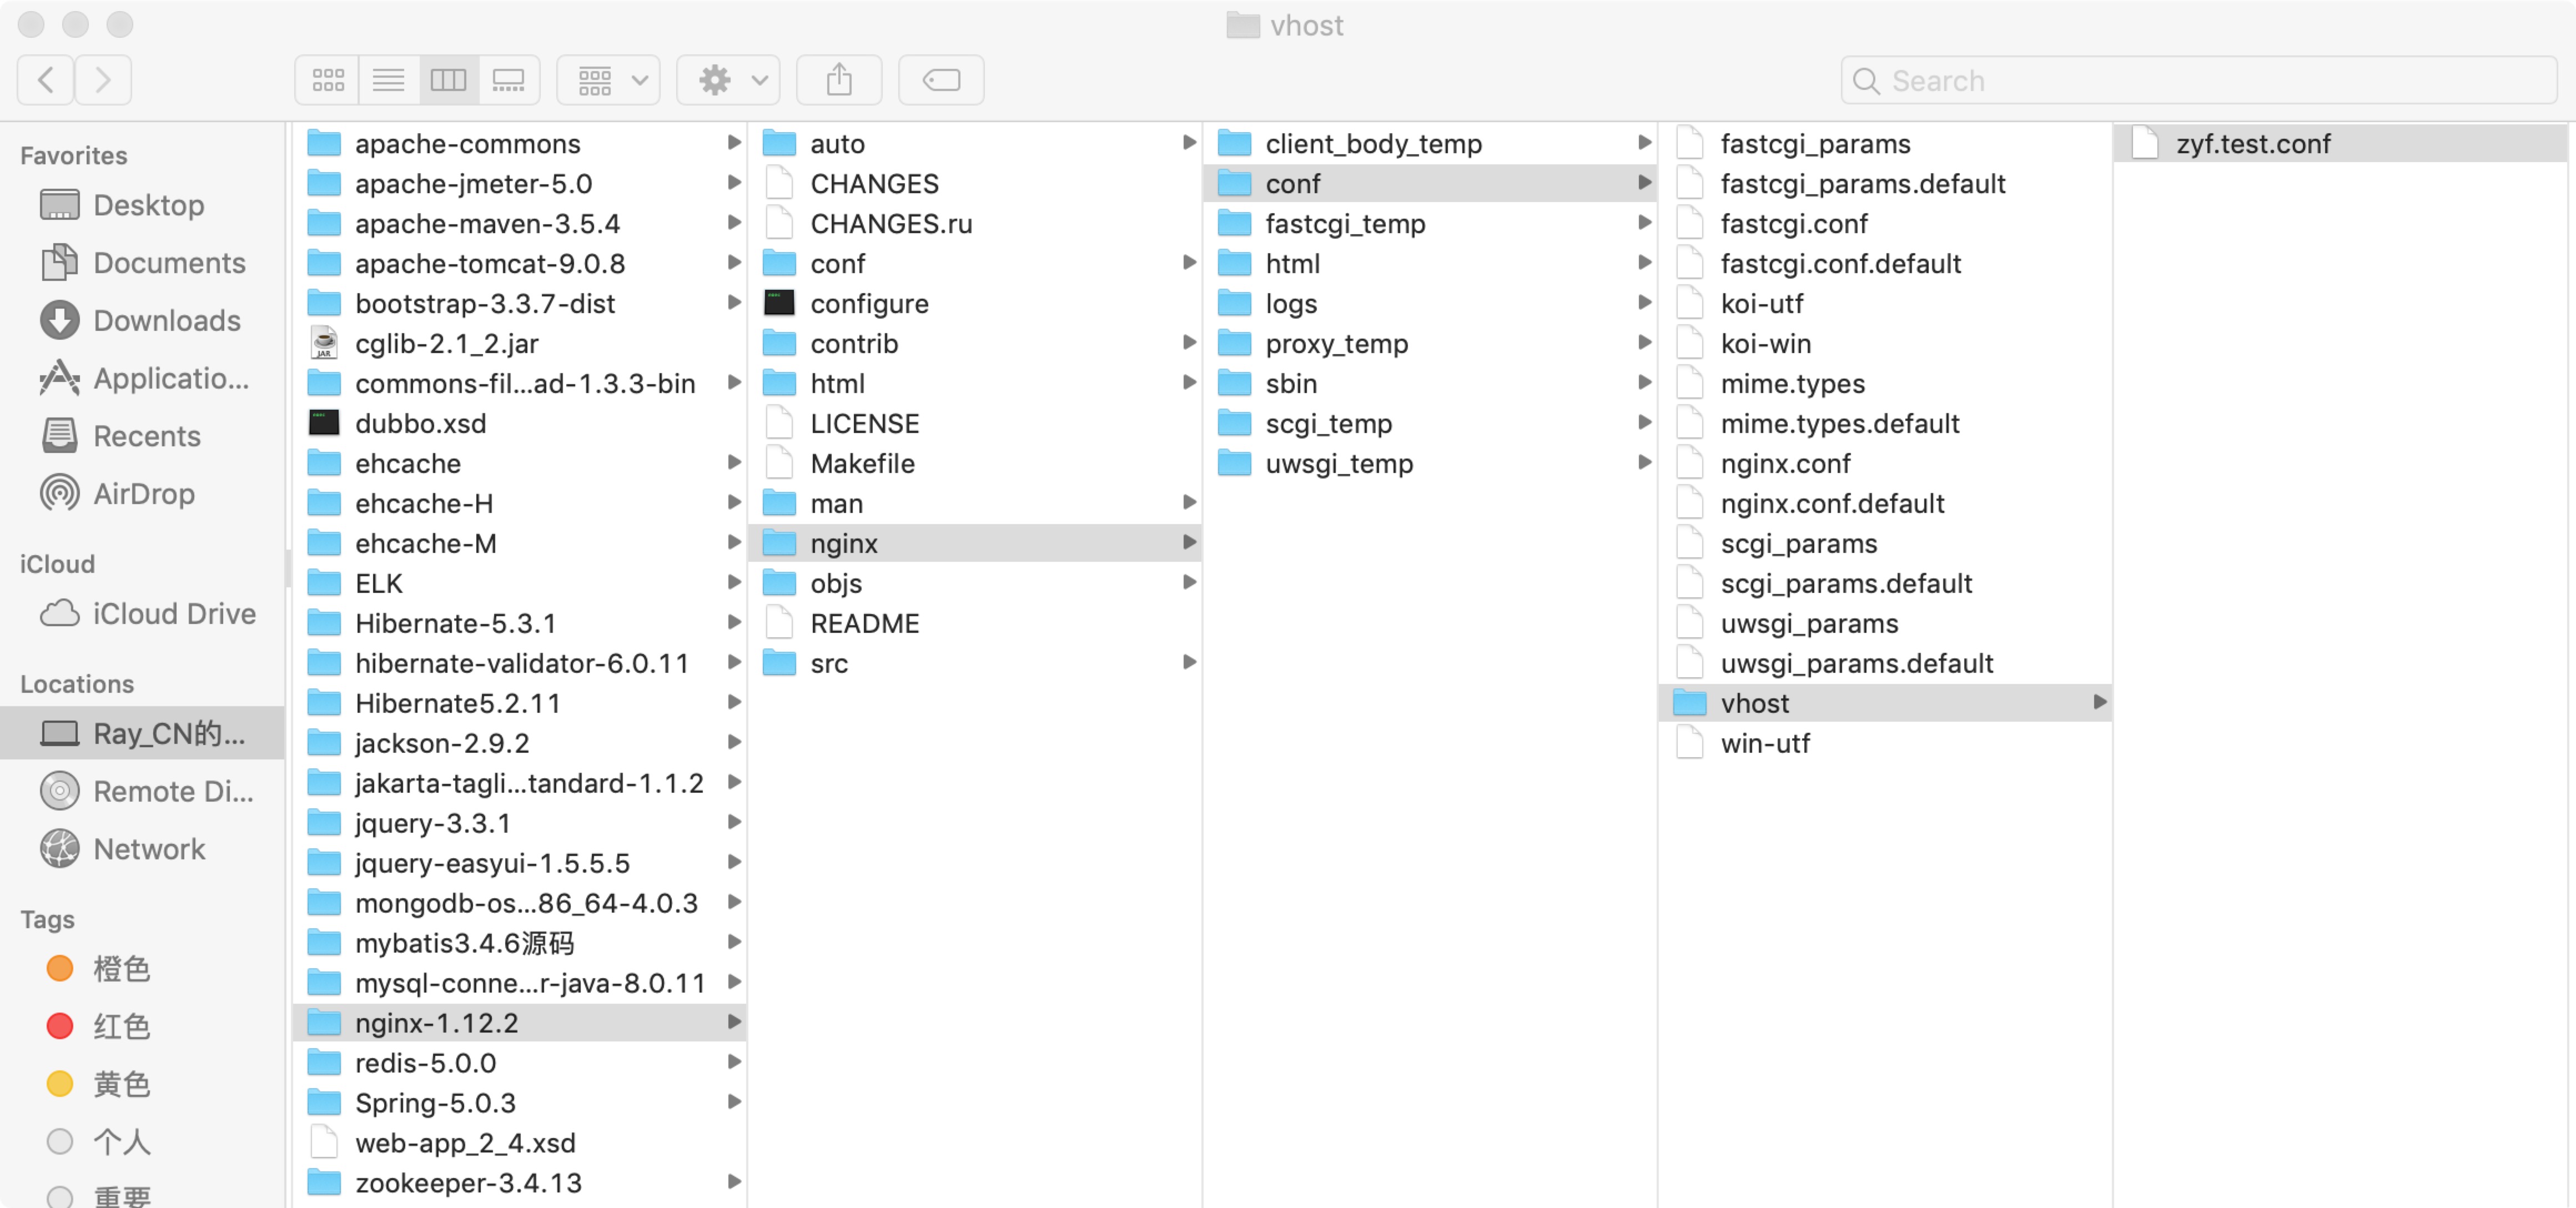 vhost
Search
Favorites
Desktop
Documents
Downloads
Applicatio...
Recents
AirDrop
iCloud
iCloud Drive
Locations
Ray_CN的...
Remote Di...
Network
Tags
橙色
红色
黄色
个人
重要
apache-commons
apache-jmeter-5.0
apache-maven-3.5.4
apache-tomcat-9.0.8
bootstrap-3.3.7-dist
JAR
cglib-2.1_2.jar
commons-fil...ad-1.3.3-bin
dubbo.xsd
ehcache
ehcache-H
ehcache-M
ELK
Hibernate-5.3.1
hibernate-validator-6.0.11
Hibernate5.2.11
jackson-2.9.2
jakarta-tagli...tandard-1.1.2
jquery-3.3.1
jquery-easyui-1.5.5.5
mongodb-os...86_64-4.0.3
mybatis3.4.6源码
mysql-conne...r-java-8.0.11
nginx-1.12.2
redis-5.0.0
Spring-5.0.3
web-app_2_4.xsd
zookeeper-3.4.13
auto
CHANGES
CHANGES.ru
conf
configure
contrib
html
LICENSE
Makefile
man
nginx
objs
README
src
client_body_temp
conf
fastcgi_temp
html
logs
proxy_temp
sbin
scgi_temp
uwsgi_temp
fastcgi_params
fastcgi_params.default
fastcgi.conf
fastcgi.conf.default
koi-utf
koi-win
mime.types
mime.types.default
nginx.conf
nginx.conf.default
scgi_params
scgi_params.default
uwsgi_params
uwsgi_params.default
vhost
win-utf
zyf.test.conf